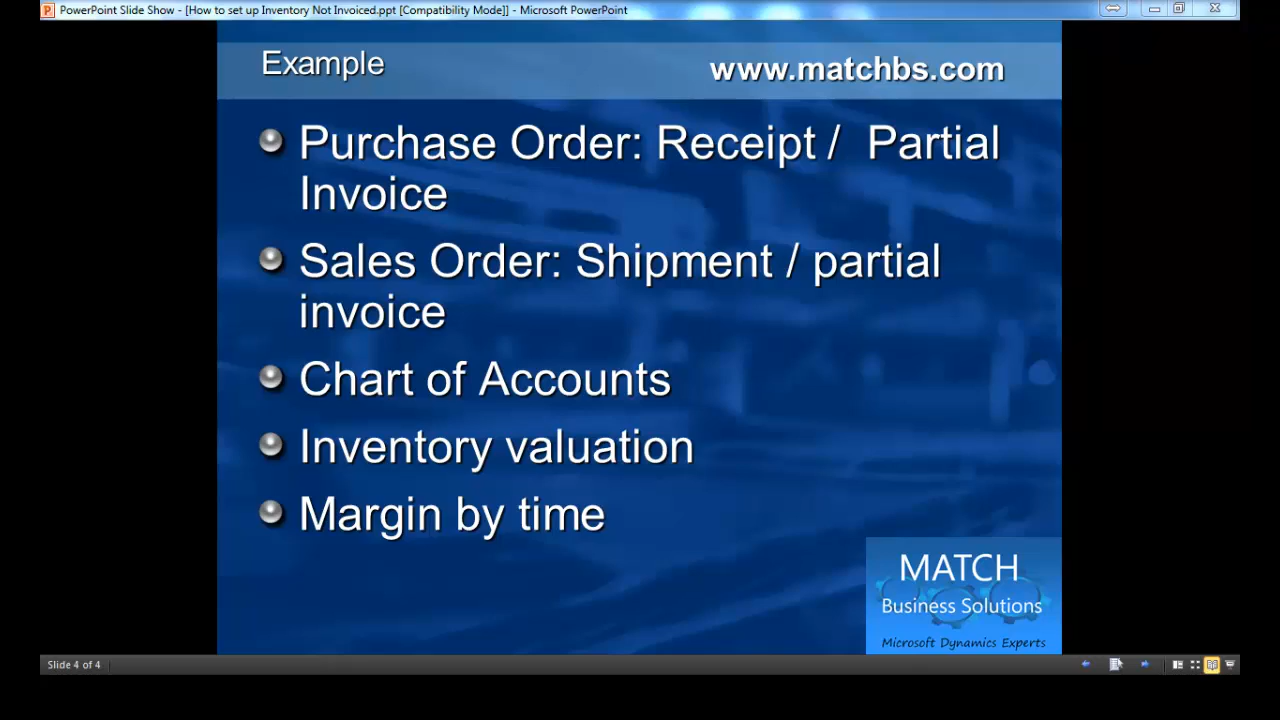 PowerPoint Slide Show - [How to set up Inventory Not Invoiced.ppt [Compatibility Mode]] - Microsoft PowerPoint
Example
www.matchbs.com
Purchase Order: Receipt / Partial
Invoice
Sales Order: Shipment / partial
invoice
Chart of Accounts
Inventory valuation
Margin by time
MATCH
Business Solutions
Microsoft Dynamics Experts
Slide 4 of 4